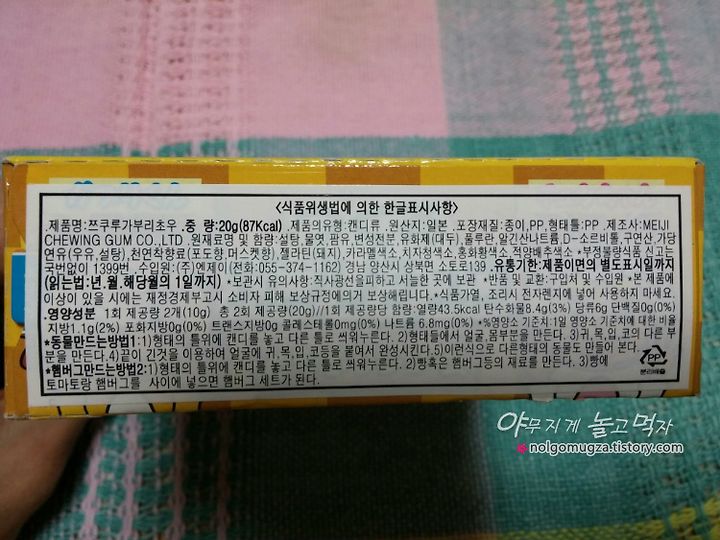 <식품위생법에 의한 한글표시사항>
.제품명:쯔쿠루가부리쵸우 .중 량:20g(87Kcal) .제품의유형:캔디류. 원산지:일본. 포장재질:종이,PP,형태틀:PP .제조사:MEIJI
CHEWING GUM CO.,LTD .원재료명 및 함량:설탕,물엿,팜유,변성전분,유화제(대두),풀루란,알긴산나트륨,D-소르비톨,구연산,가당
연유(우유,설탕),천연착향료(포도향,머스켓향),젤라틴(돼지),카라멜색소,치자청색소,홍화황색소,적양배추색소 *부정불량식품 신고는
국번없이 1399번. 수입원:(주)엔제이(전화:055-374-1162) 경남 양산시 상북면 소토로139 .유통기한:제품이면의 별도표시일까지
(읽는법:년.월.해당월의 1일까지) *보관시 유의사항:직사광선을피하고 서늘한 곳에 보관 *반품 및 교환:구입처 및 수입원 *본 제품에
이상이 있을 시에는 재정경제부고시 소비자 피해 보상규정에의거 보상해립니다. *식품가열, 조리시 전자렌지에 넣어 사용하지 마세요.
.영양성분 1회 제공량 2개(10g) 총 2회 제공량(20g)//1회 제공량당 함량:열량43.5kcal 탄수화물8.4g(3%) 당류6g 단백질0g(0%)
지방1.1g(2%) 포화지방0g(0%) 트랜스지방0g 콜레스테롤0mg(0%) 나트륨 6.8mg(0%) *%영양소 기준치:1일 영양소 기준치에 대한 비율
*동물만드는방법1:1)형태의 틀위에 캔디를 놓고 다른 틀로 씌워누른다. 2)형태틀에서 얼굴,몸부분을 만든다. 3)귀,목,입,코의 다른 부
분을 만든다. 4)끝이 긴것을 이용하여 얼굴에 귀,목,입,코등을 붙여서 완성시킨다. 5)이런식으로 다른형태의 동물도 만들어 본다.
*햄버그만드는방법2:1)형태의 틀위에 캔디를 놓고 다른 틀로 씌워누른다. 2)빵혹은 햄버그등의 재료를 만든다. 3)빵에
토마토랑 햄버그를 사이에 넣으면 햄버그 세트가 된다.
PP
분리배출
야무지게 놀고먹자
nolgomugza.tistory.com